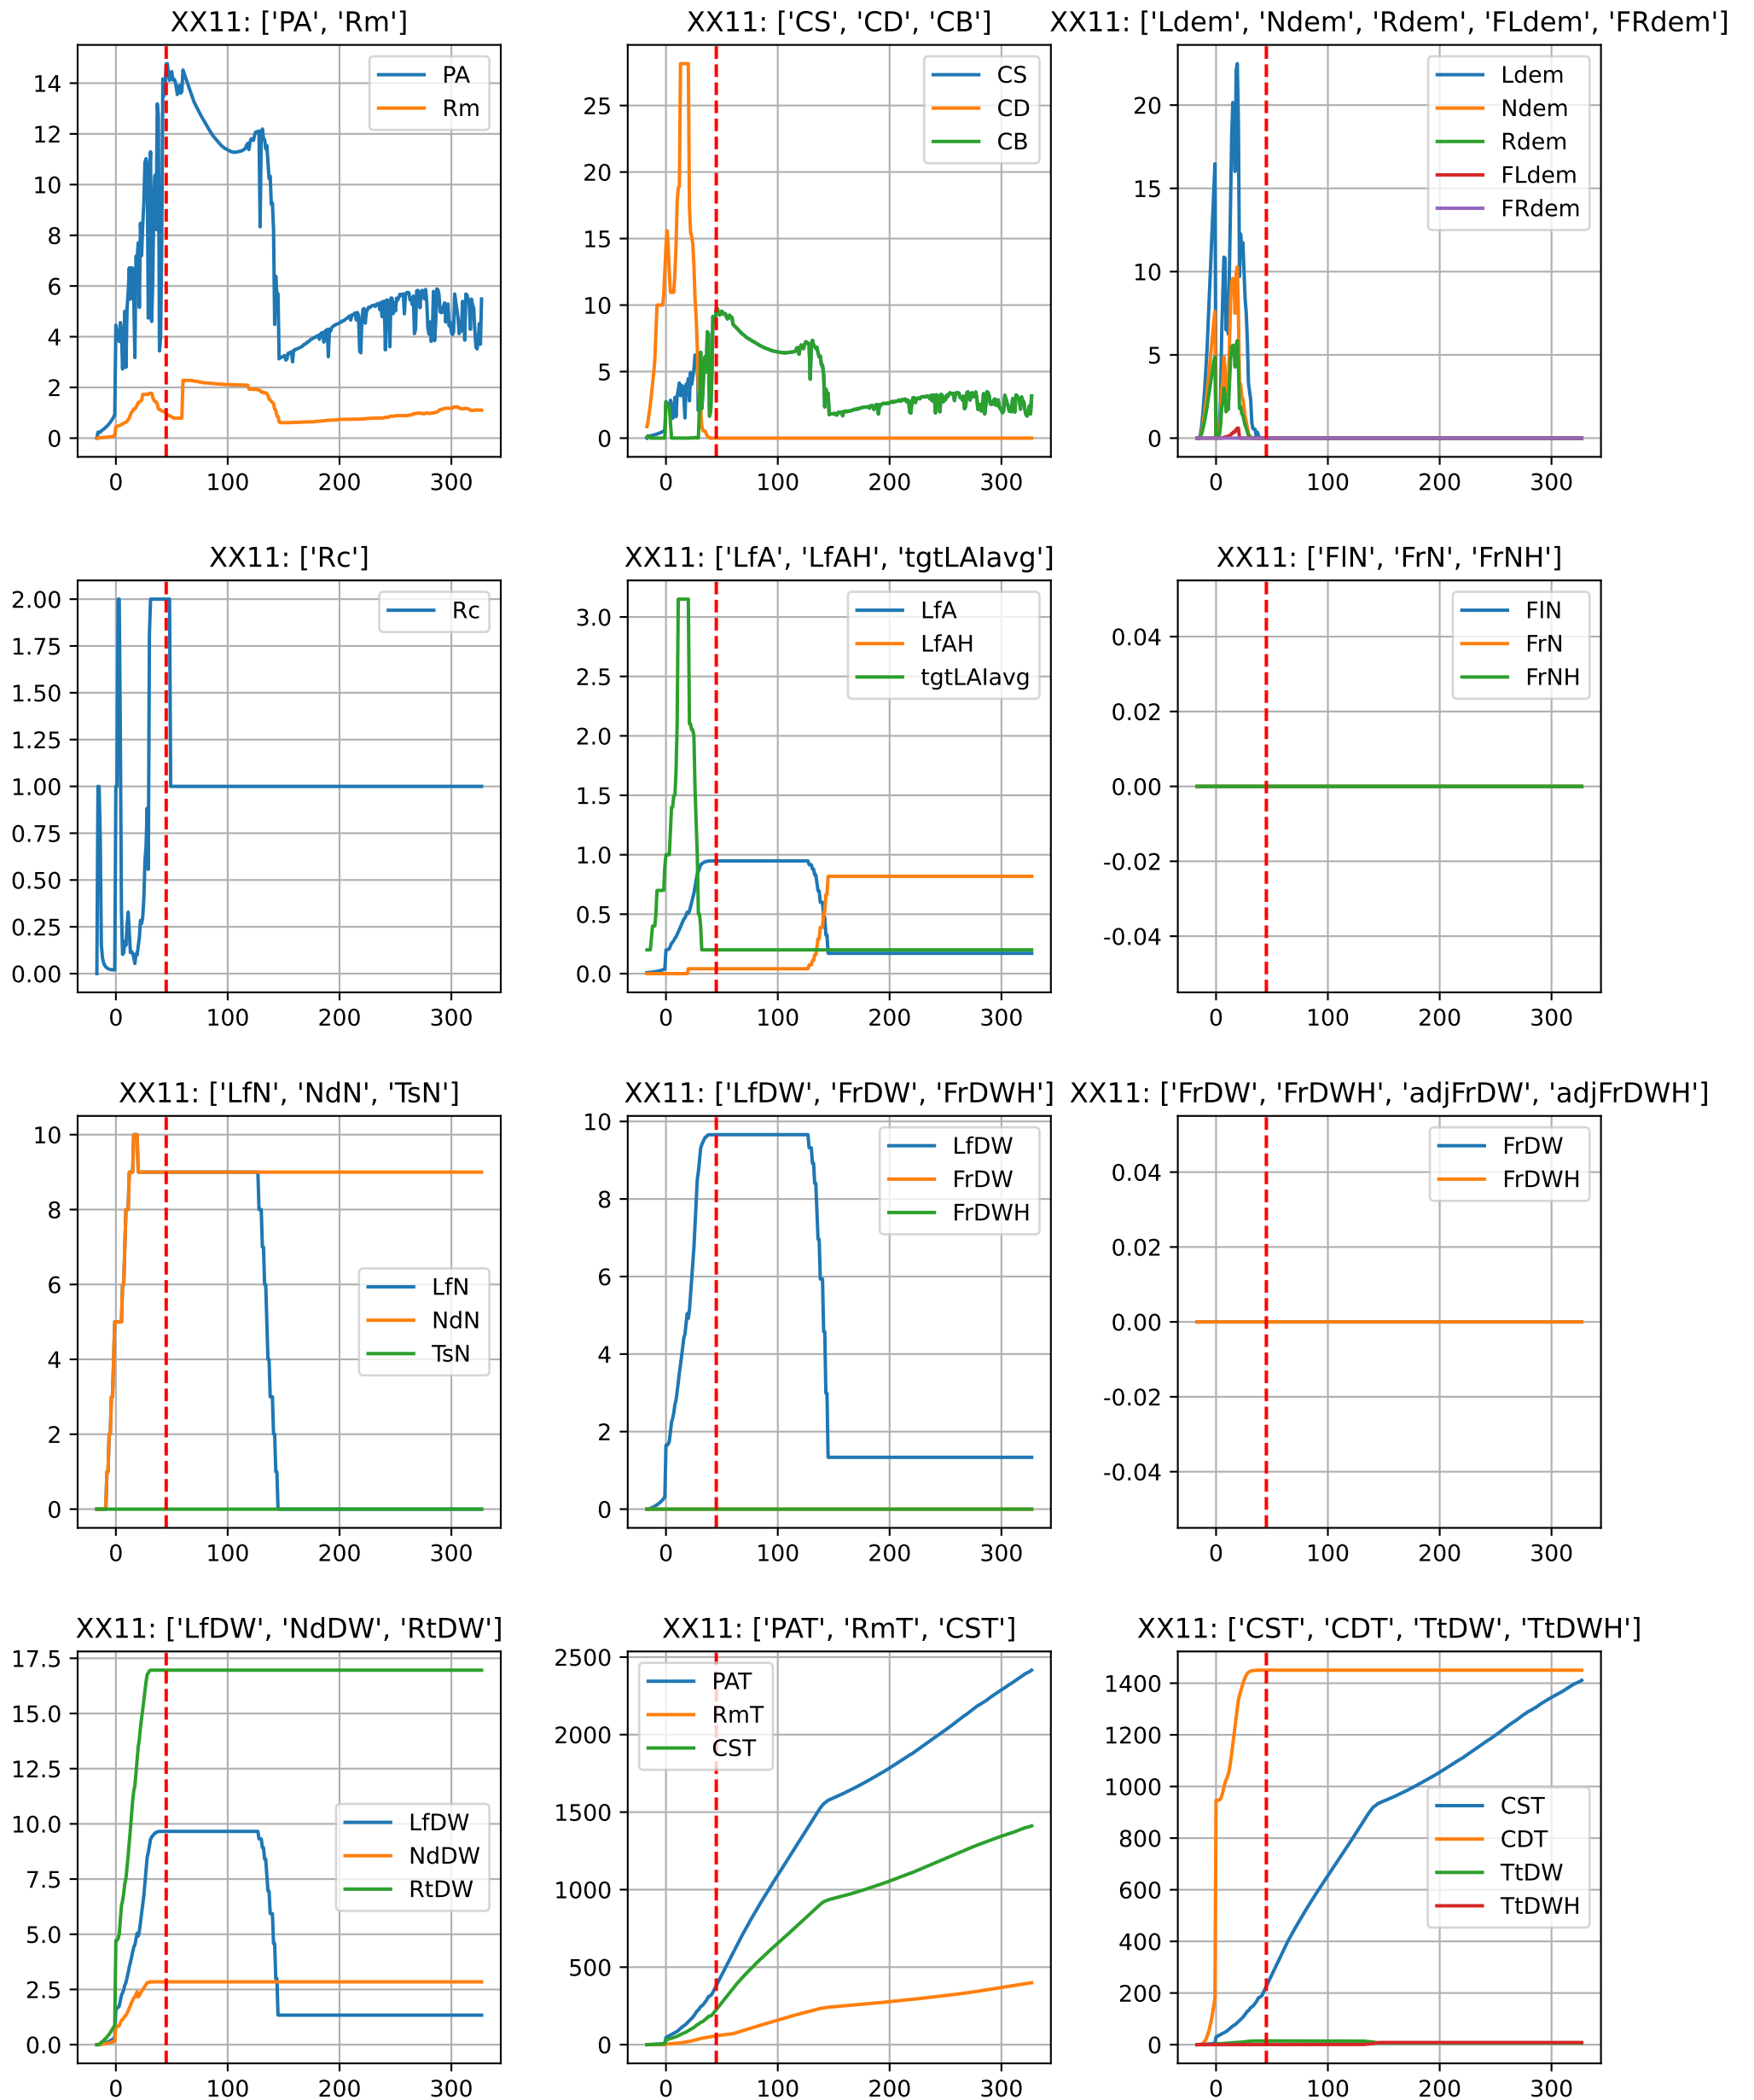 XX11: ['PA', 'Rm']
14
12
10
8
6
4
2
0
0 100 200 300
PA
Rm
XX11: ['CS', 'CD', 'CB']
25
20
15
10
5
0
0 100 200 300
CS
CD
CB
XX11: ['Ldem', 'Ndem', 'Rdem', 'FLdem', 'FRdem']
20
15
10
5
0
0 100 200 300
Ldem
Ndem
Rdem
FLdem
FRdem
XX11: ['Rc']
2.00
1.75
1.50
1.25
1.00
0.75
0.50
0.25
0.00
0 100 200 300
Rc
XX11: ['LfA', 'LfAH', 'tgtLAIavg']
3.0
2.5
2.0
1.5
1.0
0.5
0.0
0 100 200 300
LfA
LfAH
tgtLAIavg
XX11: ['FlN', 'FrN', 'FrNH']
0.04
0.02
0.00
-0.02
-0.04
0 100 200 300
FlN
FrN
FrNH
XX11: ['LfN', 'NdN', 'TsN']
10
8
6
4
2
0
0 100 200 300
LfN
NdN
TsN
XX11: ['LfDW', 'FrDW', 'FrDWH']
10
8
6
4
2
0
0 100 200 300
LfDW
FrDW
FrDWH
XX11: ['FrDW', 'FrDWH', 'adjFrDW', 'adjFrDWH']
0.04
0.02
0.00
-0.02
-0.04
0 100 200 300
FrDW
FrDWH
XX11: ['LfDW', 'NdDW', 'RtDW']
17.5
15.0
12.5
10.0
7.5
5.0
2.5
0.0
0 100 200 300
LfDW
NdDW
RtDW
XX11: ['PAT', 'RmT', 'CST']
2500
2000
1500
1000
500
0
0 100 200 300
PAT
RmT
CST
XX11: ['CST', 'CDT', 'TtDW', 'TtDWH']
1400
1200
1000
800
600
400
200
0
0 100 200 300
CST
CDT
TtDW
TtDWH